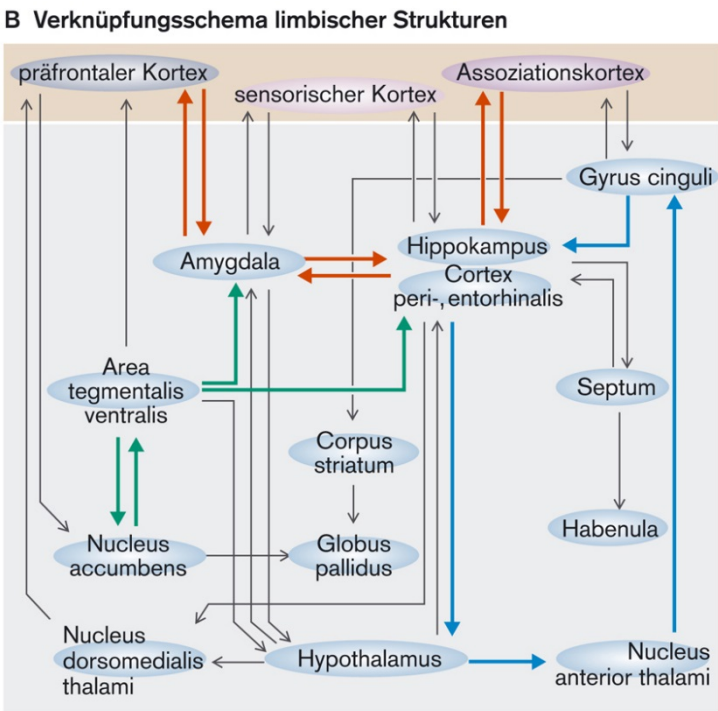 B Verknüpfungsschema limbischer Strukturen
präfrontaler Kortex
sensorischer Kortex
Assoziationskortex
Gyrus cinguli
Amygdala
Hippokampus
Cortex
peri-, entorhinalis
Area
tegmentalis
ventralis
Septum
Corpus
striatum
Nucleus
accumbens
Globus
pallidus
Habenula
Nucleus
dorsomedialis
thalami
Hypothalamus
Nucleus
anterior thalami